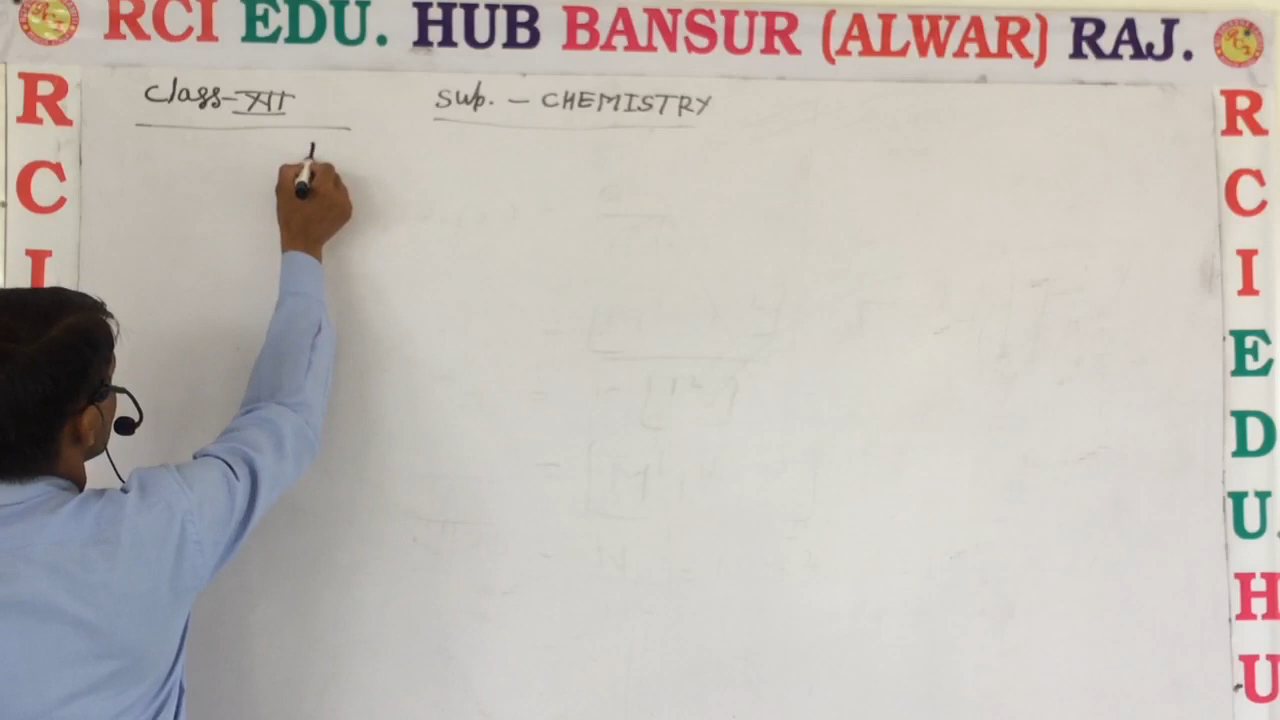 RCI EDU. HUB BANSUR (ALWAR) RAJ.
Class-XII Sub. - CHEMISTRY
R
C
I
R
C
I
E
D
U.
H
U